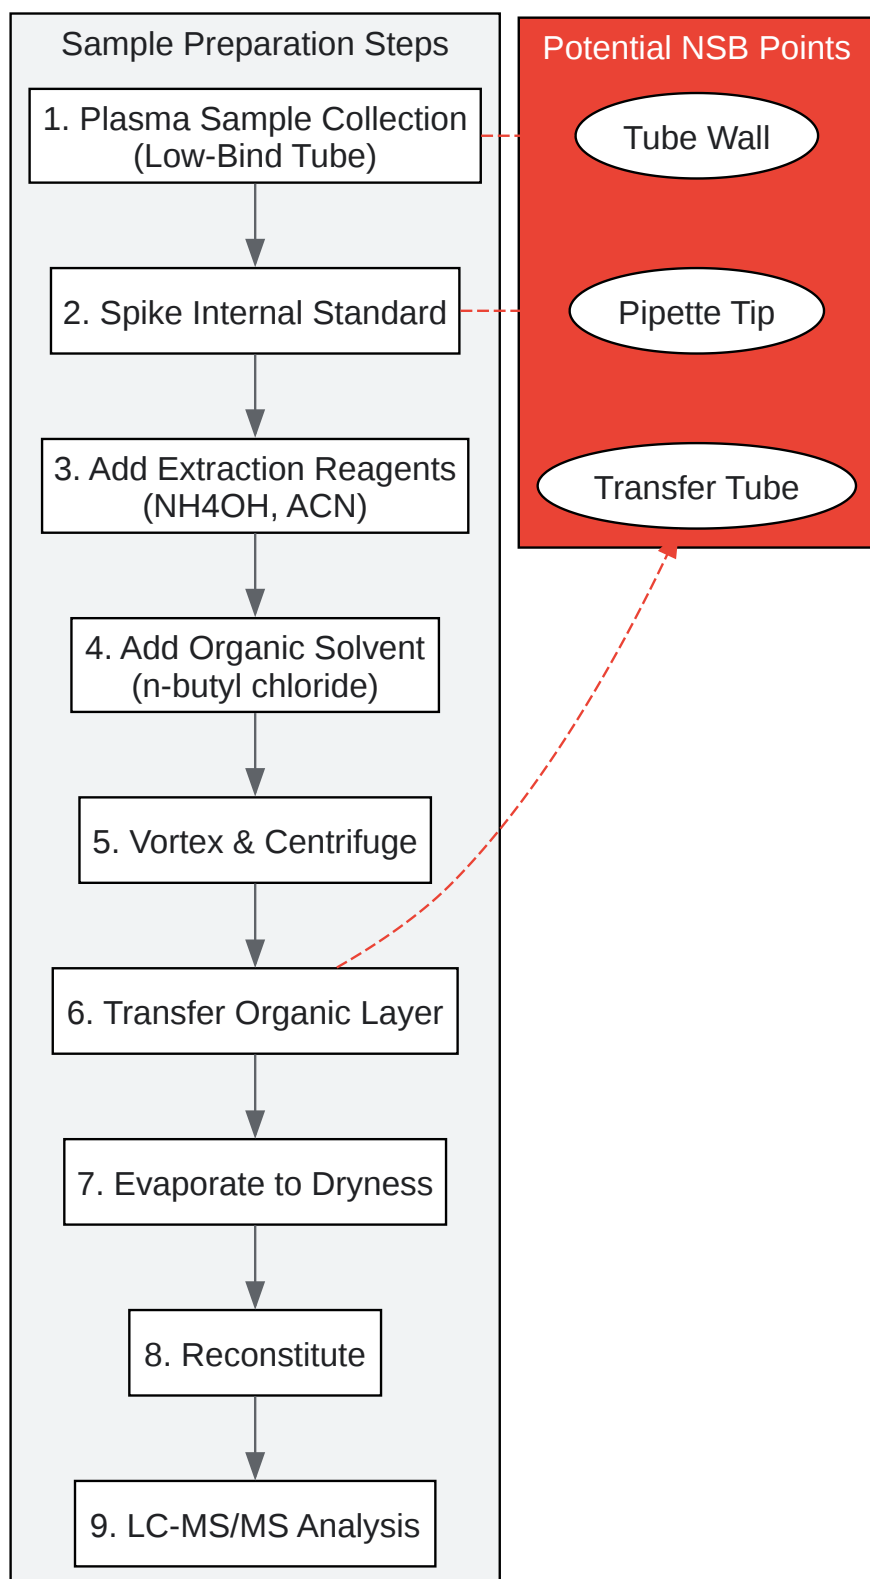 Sample Preparation Steps
1. Plasma Sample Collection
(Low-Bind Tube)
2. Spike Internal Standard
3. Add Extraction Reagents
(NH4OH, ACN)
4. Add Organic Solvent
(n-butyl chloride)
5. Vortex & Centrifuge
6. Transfer Organic Layer
7. Evaporate to Dryness
8. Reconstitute
9. LC-MS/MS Analysis
Potential NSB Points
Tube Wall
Pipette Tip
Transfer Tube